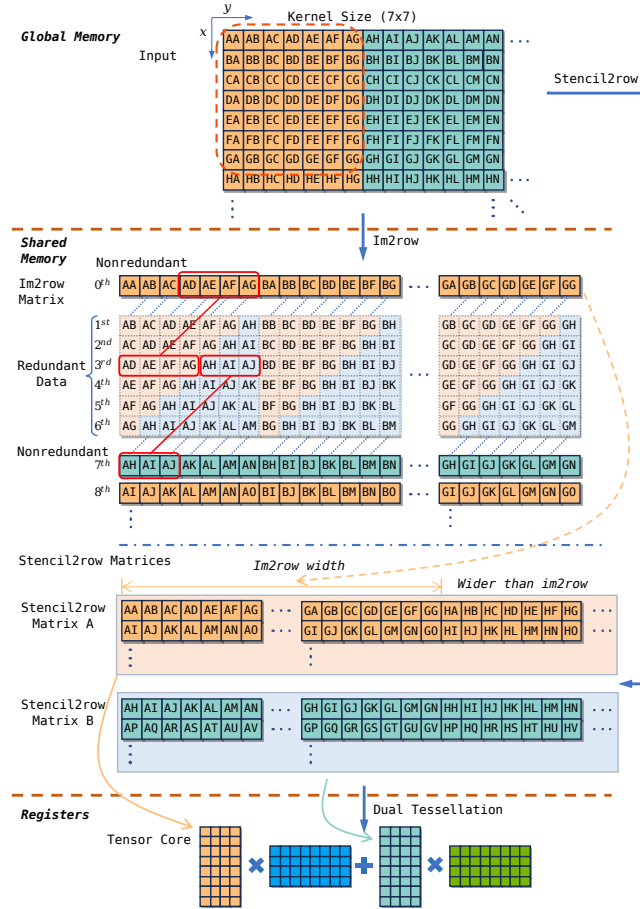 y
Kernel Size (7x7)
Global Memory
x
Input
AA AB AC AD AE AF AG AH AI AJ AK AL AM AN ...
BA BB BC BD BE BF BG BH BI BJ BK BL BM BN
CA CB CC CD CE CF CG CH CI CJ CK CL CM CN
DA DB DC DD DE DF DG DH DI DJ DK DL DM DN
EA EB EC ED EE EF EG EH EI EJ EK EL EM EN
FA FB FC FD FE FF FG FH FI FJ FK FL FM FN
GA GB GC GD GE GF GG GH GI GJ GK GL GM GN
HA HB HC HD HE HF HG HH HI HJ HK HL HM HN ...
Stencil2row
Shared Memory
Im2row
Nonredundant
Im2row Matrix
0th AA AB AC AD AE AF AG BA BB BC BD BE BF BG ... GA GB GC GD GE GF GG
Redundant Data
1st AB AC AD AE AF AG AH BB BC BD BE BF BG BH GB GC GD GE GF GG GH
2nd AC AD AE AF AG AH AI BC BD BE BF BG BH BI GC GD GE GF GG GH GI
3rd AD AE AF AG AH AI AJ BD BE BF BG BH BI BJ GD GE GF GG GH GI GJ
4th AE AF AG AH AI AJ AK BE BF BG BH BI BJ BK GE GF GG GH GI GJ GK
5th AF AG AH AI AJ AK AL BF BG BH BI BJ BK BL GF GG GH GI GJ GK GL
6th AG AH AI AJ AK AL AM BG BH BI BJ BK BL BM GG GH GI GJ GK GL GM
Nonredundant
7th AH AI AJ AK AL AM AN BH BI BJ BK BL BM BN ... GH GI GJ GK GL GM GN
8th AI AJ AK AL AM AN AO BI BJ BK BL BM BN BO ... GI GJ GK GL GM GN GO
Stencil2row Matrices
Im2row width
Wider than im2row
Stencil2row Matrix A
AA AB AC AD AE AF AG ... GA GB GC GD GE GF GG HA HB HC HD HE HF HG ...
AI AJ AK AL AM AN AO GI GJ GK GL GM GN GO HI HJ HK HL HM HN HO
Stencil2row Matrix B
AH AI AJ AK AL AM AN ... GH GI GJ GK GL GM GN HH HI HJ HK HL HM HN ...
AP AQ AR AS AT AU AV ... GP GQ GR GS GT GU GV HP HQ HR HS HT HU HV ...
Registers
Dual Tessellation
Tensor Core